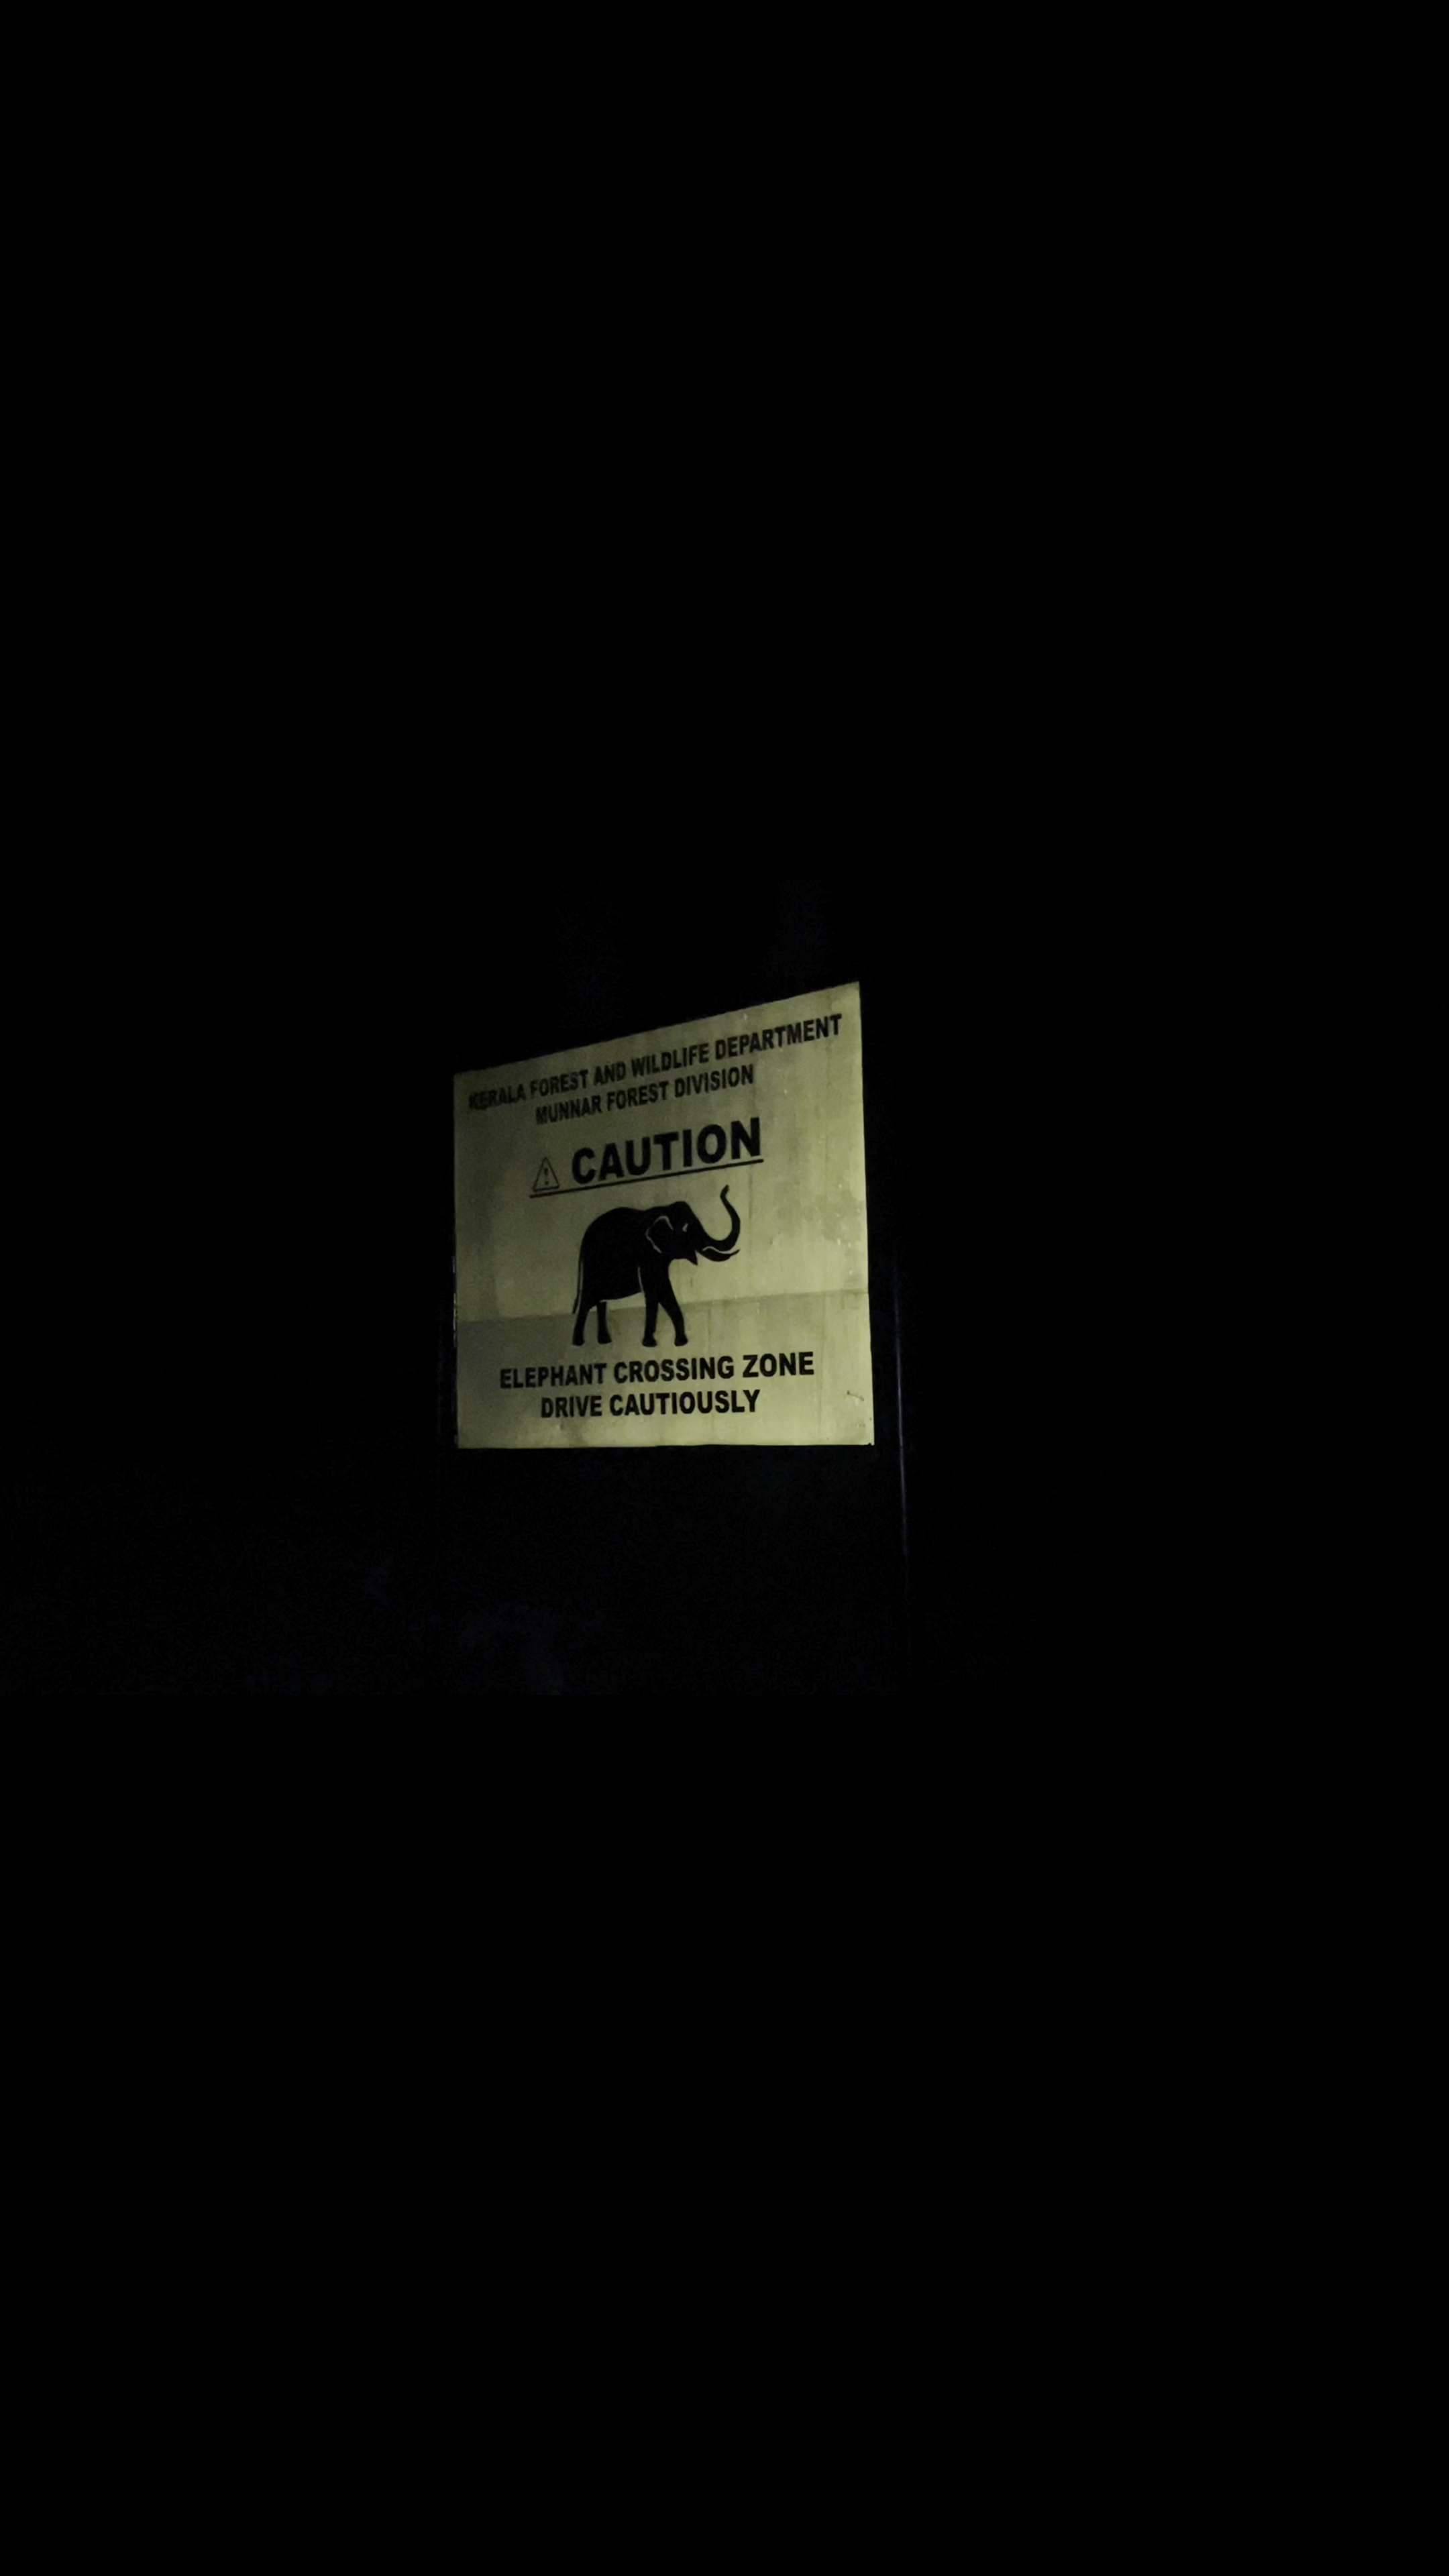 KERALA FOREST AND WILDLIFE DEPARTMENT
MUNNAR FOREST DIVISION
CAUTION
ELEPHANT CROSSING ZONE
DRIVE CAUTIOUSLY